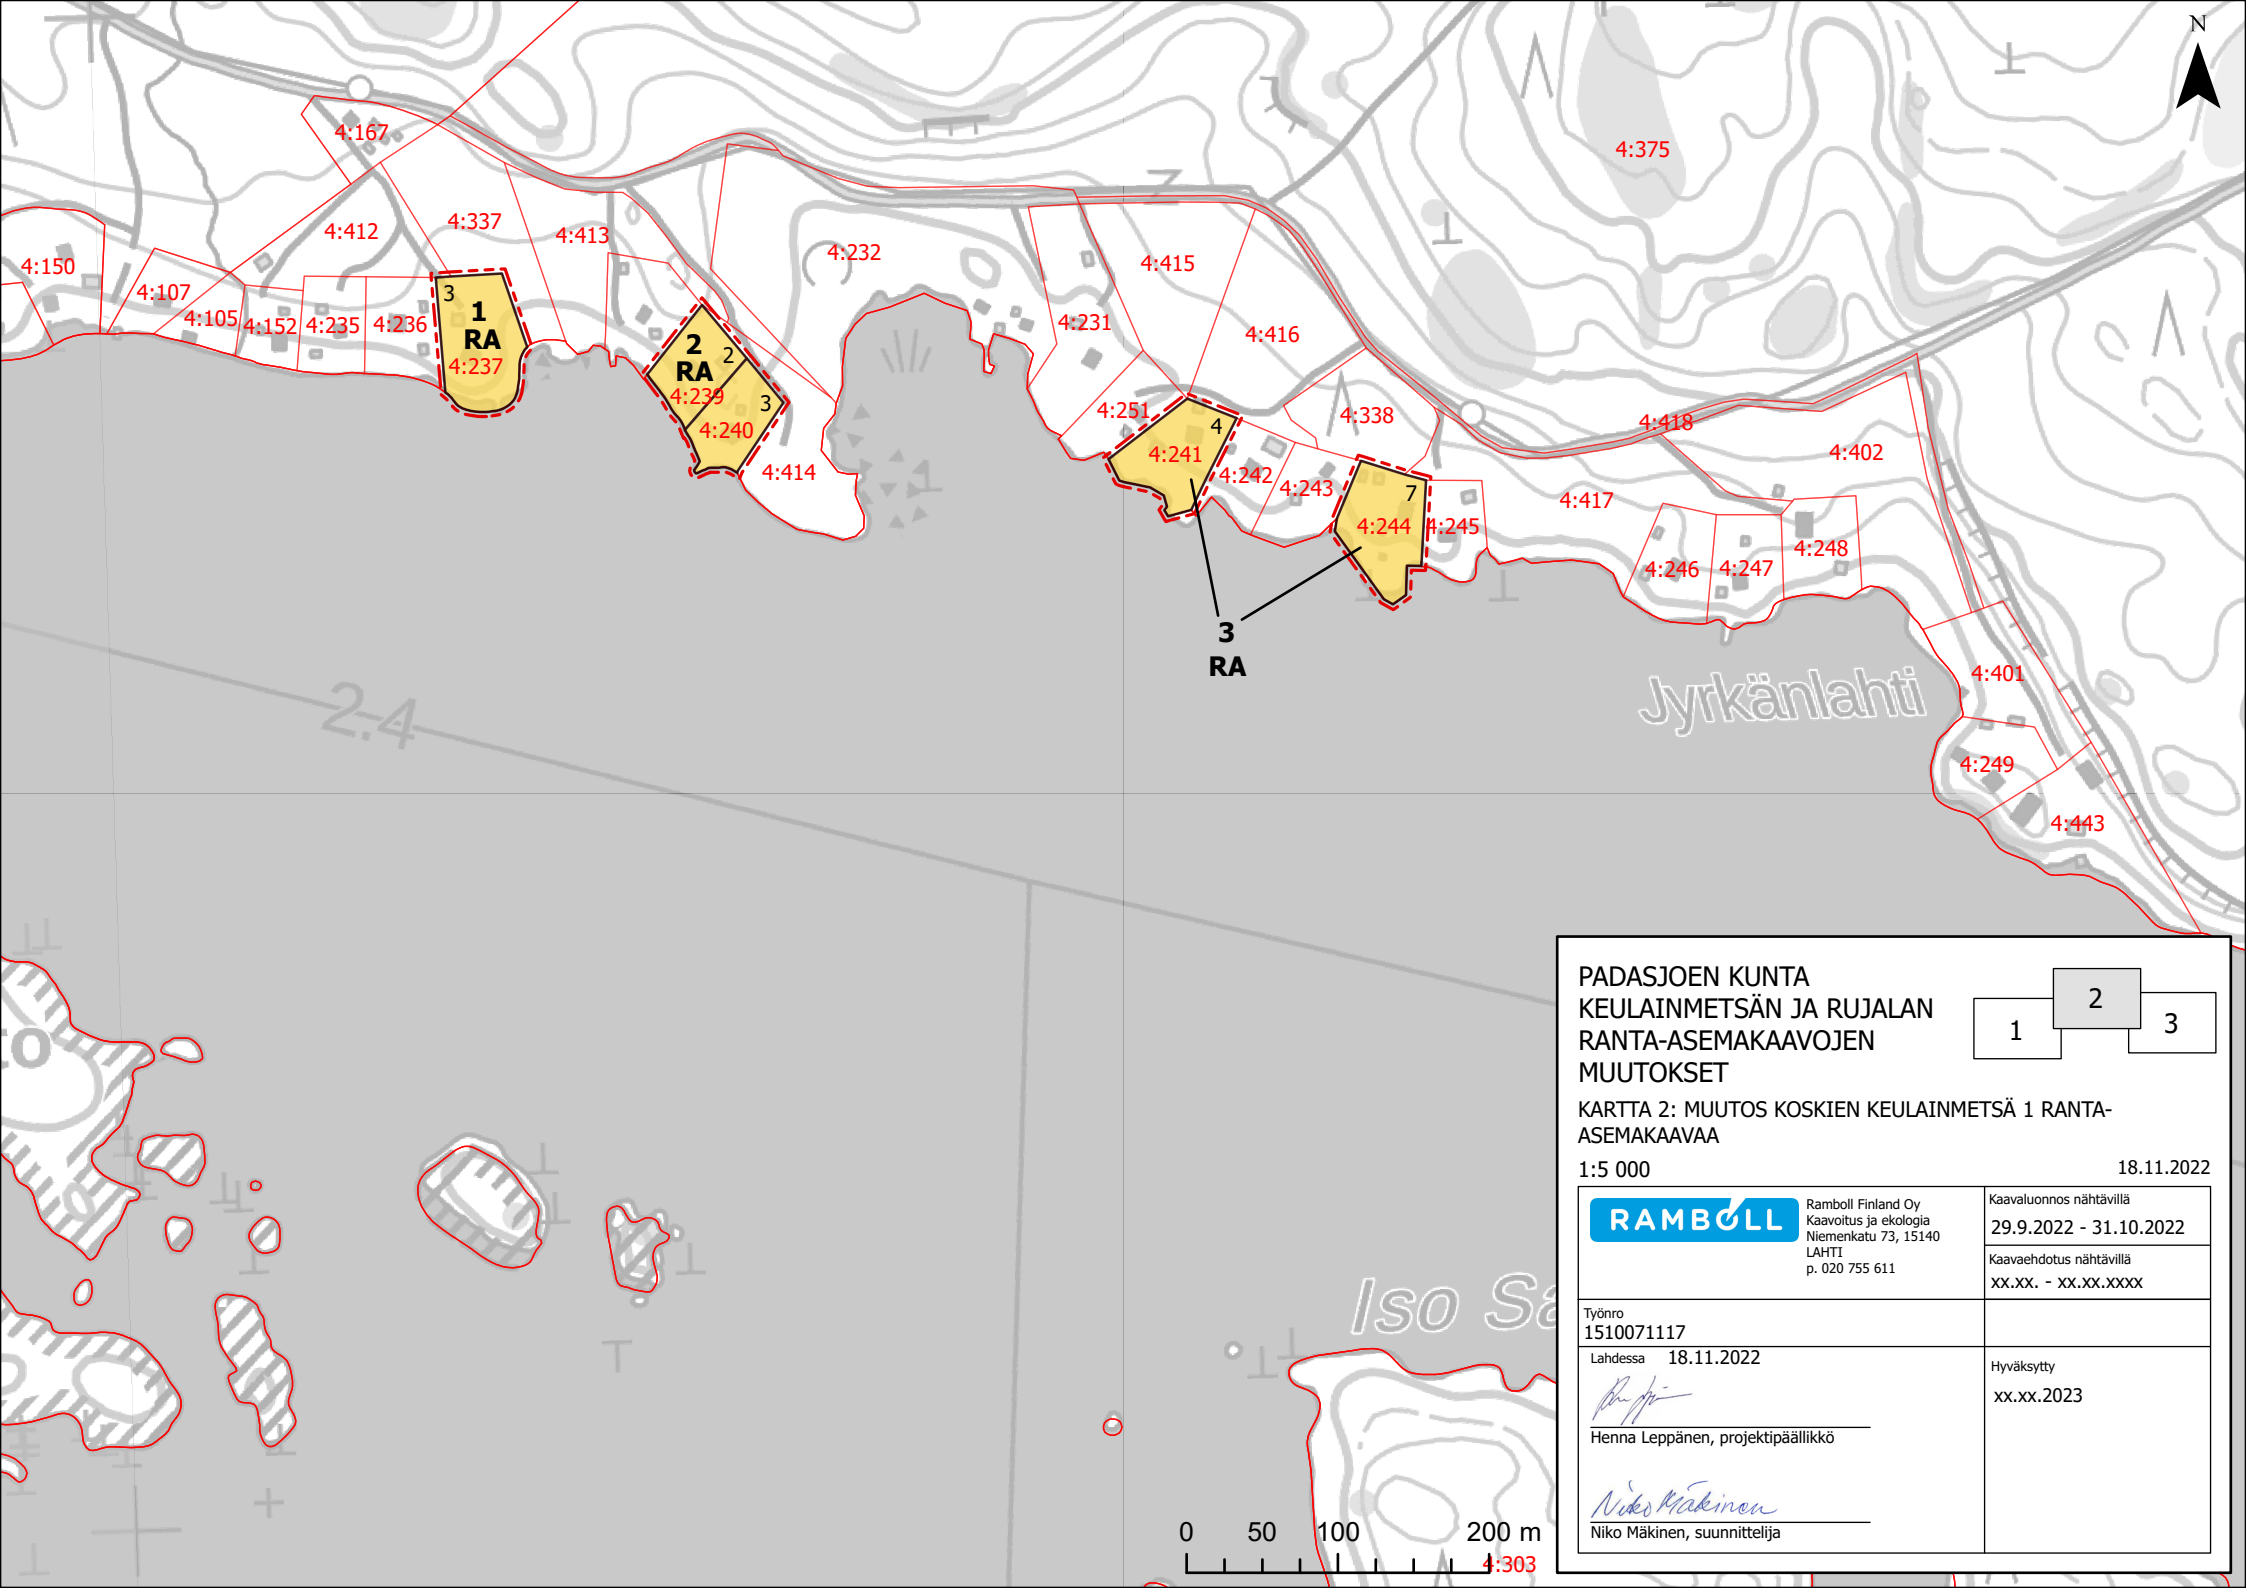 N
4:167
4:375
4:412
4:337
4:413
4:232
4:415
4:150
4:107
4:105
4:152
4:235
4:236
3
1
RA
4:237
2
RA
2
4:239
3
4:240
4:414
4:231
4:416
4:251
4
4:241
4:242
4:243
4:338
7
4:244
4:245
4:418
4:402
4:417
4:246
4:247
4:248
3
RA
4:401
4:249
4:443
Jyrkänlahti
2.4
to
Iso Sa
0 50 100 200 m
4:303
PADASJOEN KUNTA
KEULAINMETSÄN JA RUJALAN
RANTA-ASEMAKAAVOJEN
MUUTOKSET
1
2
3
KARTTA 2: MUUTOS KOSKIEN KEULAINMETSÄ 1 RANTA-
ASEMAKAAVAA
1:5 000
18.11.2022
RAMBOLL
Ramboll Finland Oy
Kaavoitus ja ekologia
Niemenkatu 73, 15140
LAHTI
p. 020 755 611
Kaavaluonnos nähtävillä
29.9.2022 - 31.10.2022
Kaavaehdotus nähtävillä
xx.xx. - xx.xx.xxxx
Työnro
1510071117
Lahdessa 18.11.2022
Henna Leppänen, projektipäällikkö
Niko Mäkinen
Niko Mäkinen, suunnittelija
Hyväksytty
xx.xx.2023